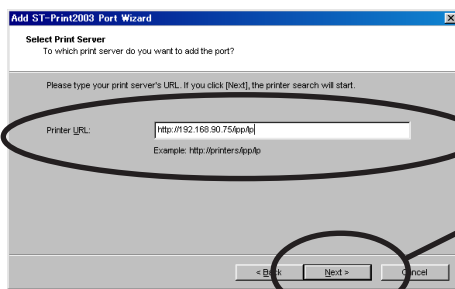 Add ST-Print2003 Port Wizard
Select Print Server
To which print server do you want to add the port?
Please type your print server's URL. If you click [Next], the printer search will start.
Printer URL:
http://192.168.90.75/ipp/lp
Example: http://printers/ipp/lp
< Back
Next >
Cancel